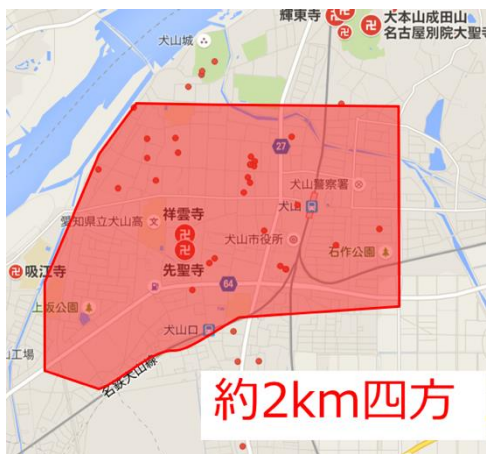 輝東寺
大本山成田山
名古屋別院大聖寺
犬山城
27
犬山警察署
愛知県立犬山高
祥雲寺
犬山
犬山市役所
石作公園
吸江寺
先聖寺
64
上坂公園
犬山口
山工場
名鉄犬山線
約2km四方